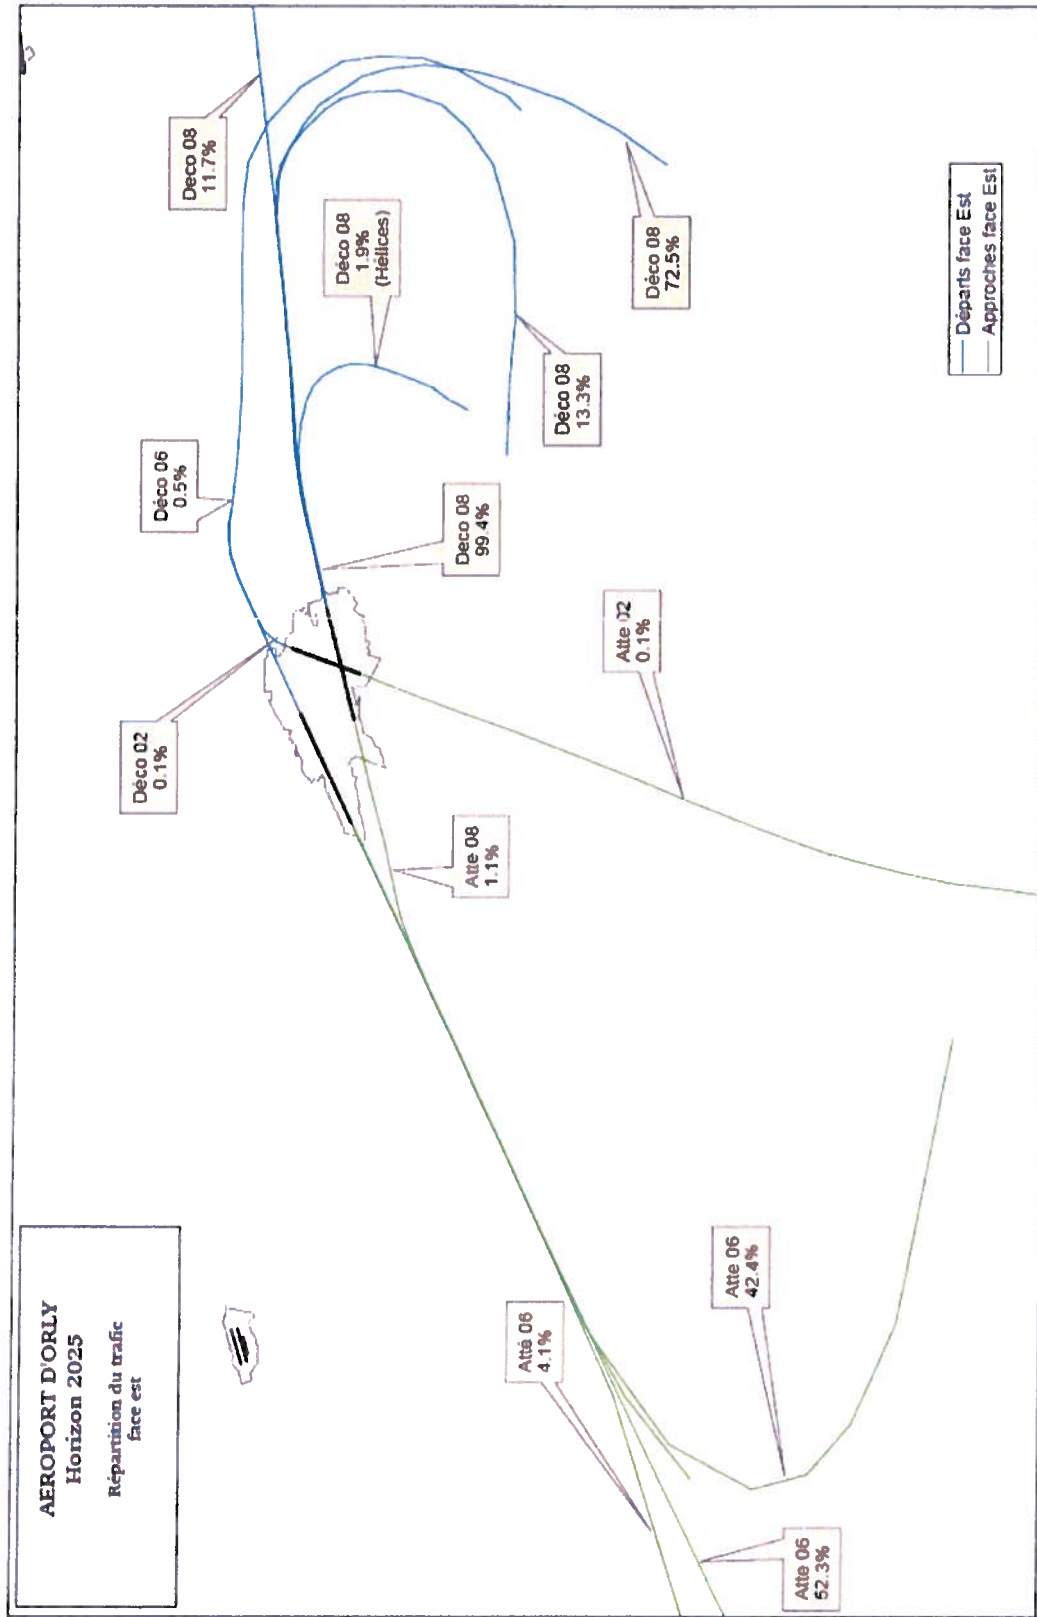 AEROPORT D'ORLY
Horizon 2025
Répartition du trafic
face est
Déco 02
0.1%
Déco 06
0.5%
Deco 08
11.7%
Déco 08
1.9%
(Hélices)
Deco 08
99.4%
Déco 08
13.3%
Déco 08
72.5%
Atte 08
1.1%
Atte 02
0.1%
Atte 06
4.1%
Atte 06
42.4%
Atte 06
52.3%
Départs face Est
Approches face Est